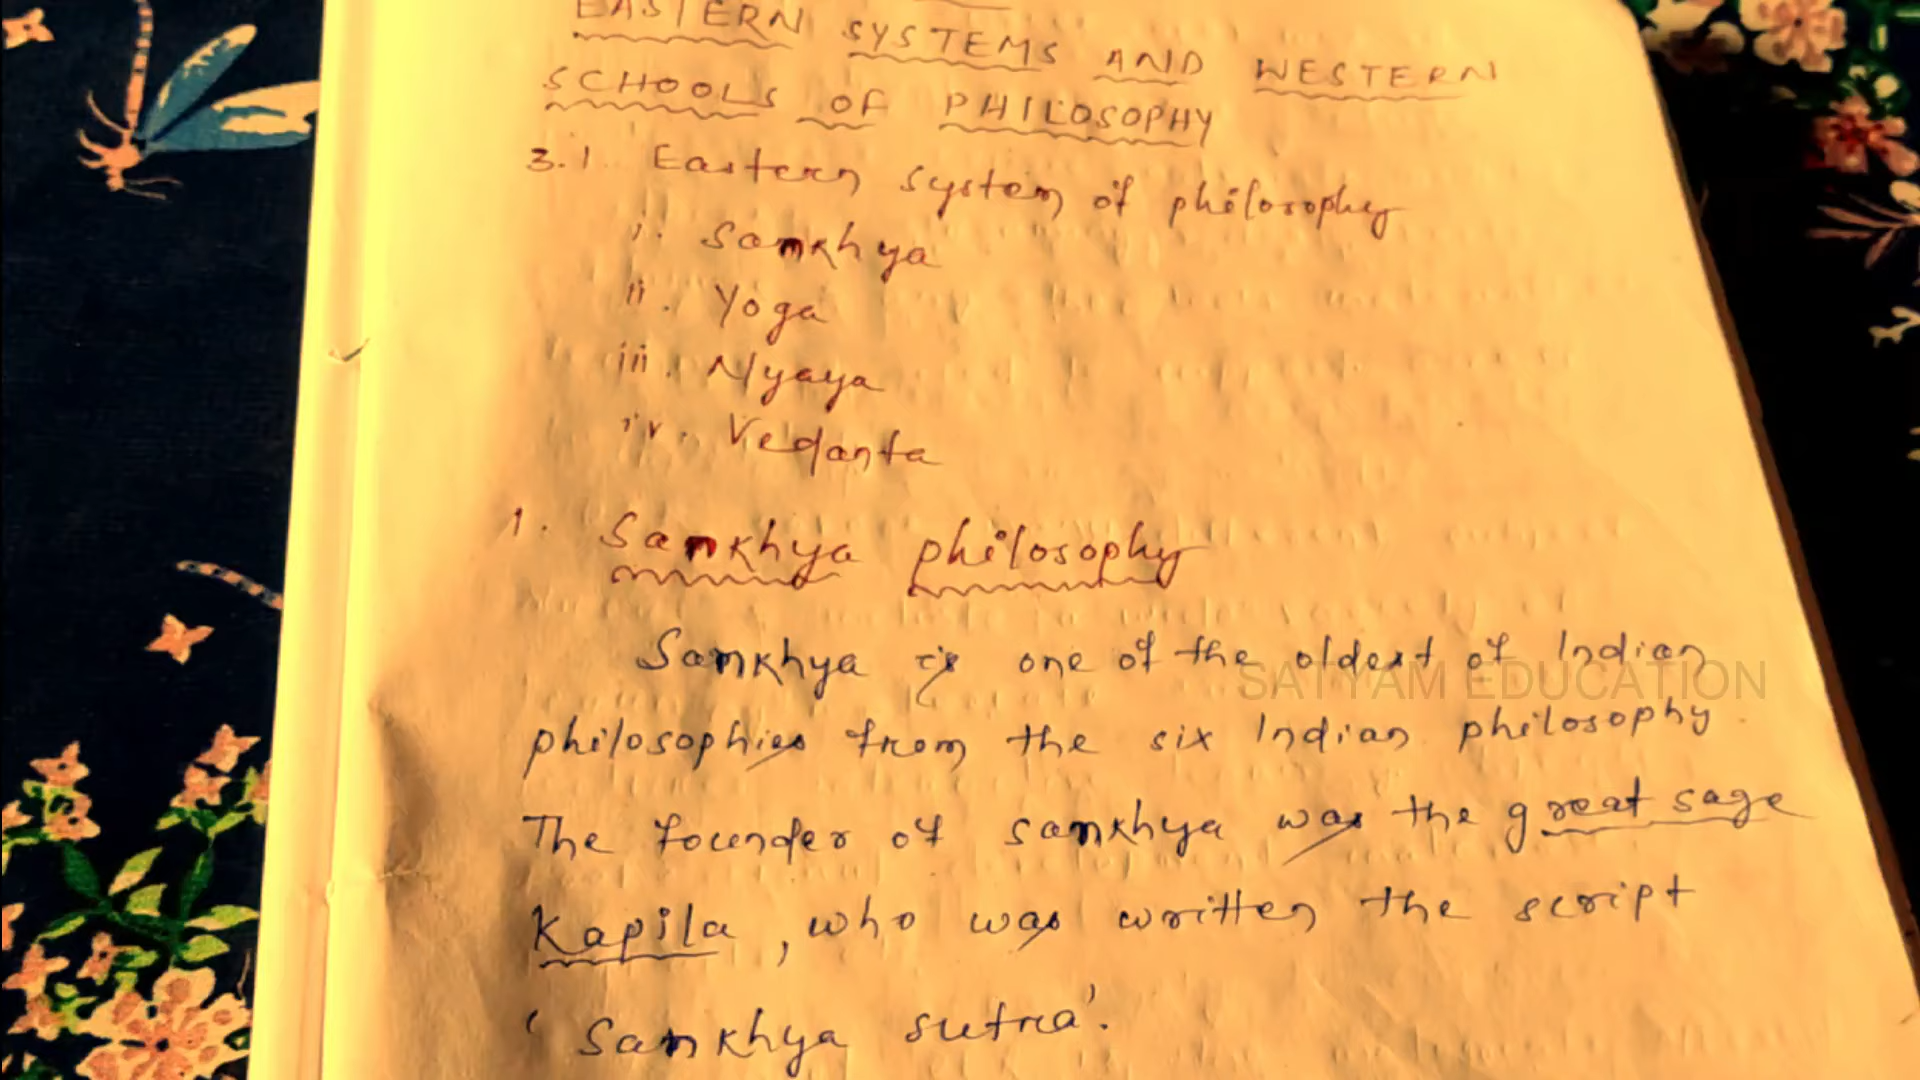 EASTERN SYSTEMS AND WESTERN
SCHOOLS OF PHILOSOPHY
3.1. Eastern system of philosophy
i. Samkhya
ii. Yoga
iii. Nyaya
iv. Vedanta
1. Samkhya philosophy
Samkhya is one of the oldest of Indian
SATYAM EDUCATION
philosophies from the six Indian philosophy.
The founder of samkhya was the great sage
Kapila, who was written the script
'Samkhya sutra'.